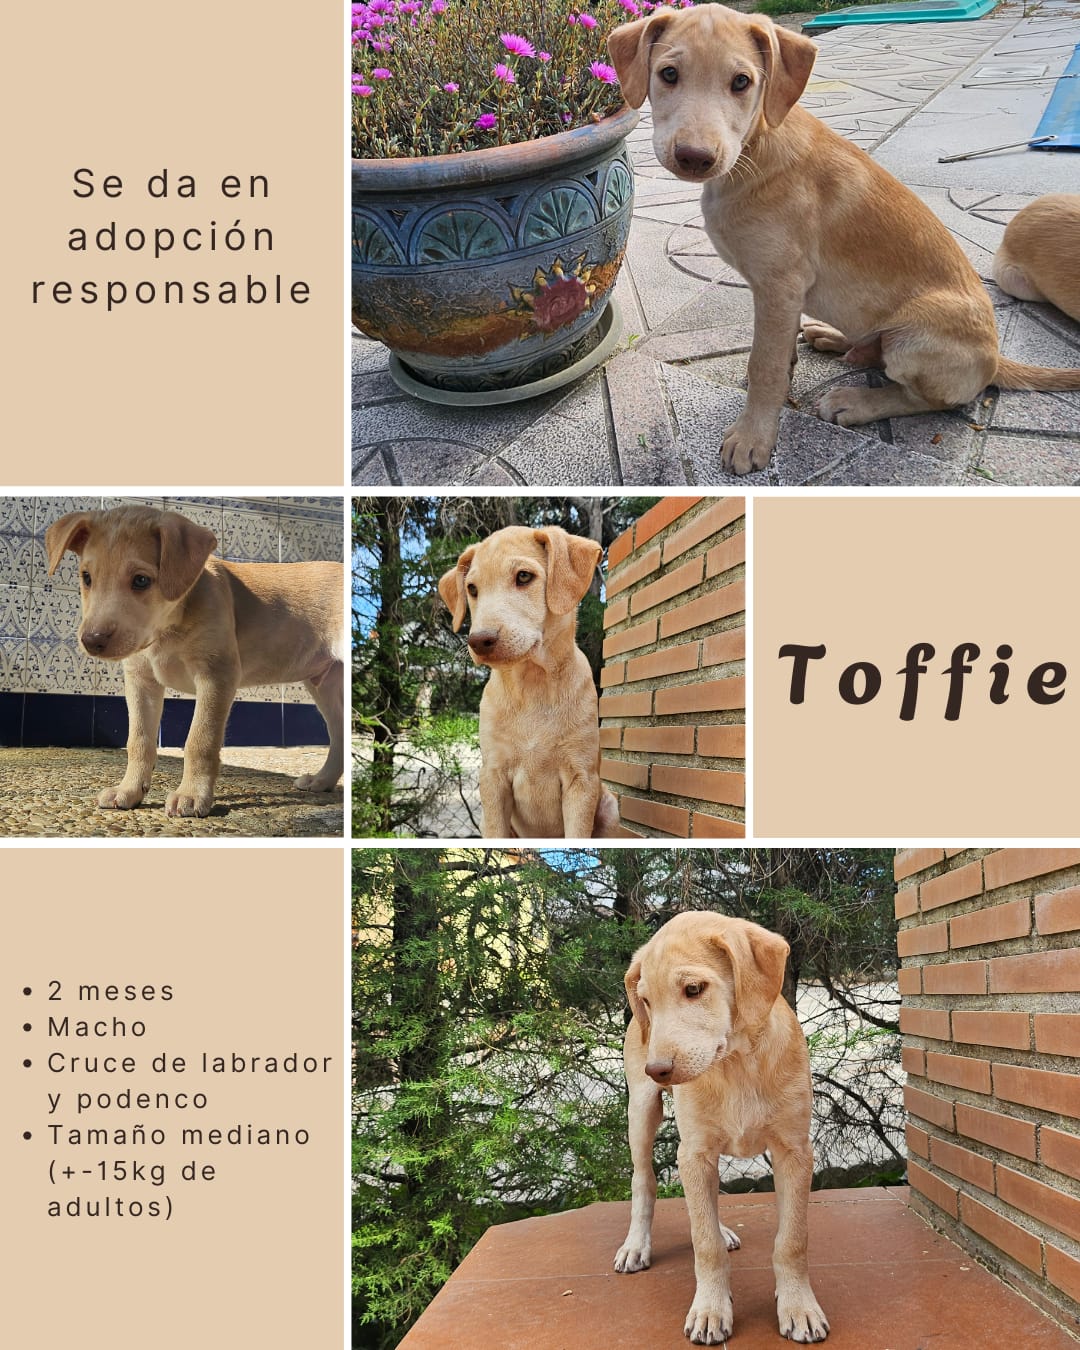 Se da en
adopción
responsable
Toffie
• 2 meses
• Macho
• Cruce de labrador
y podenco
• Tamaño mediano
(+-15kg de
adultos)